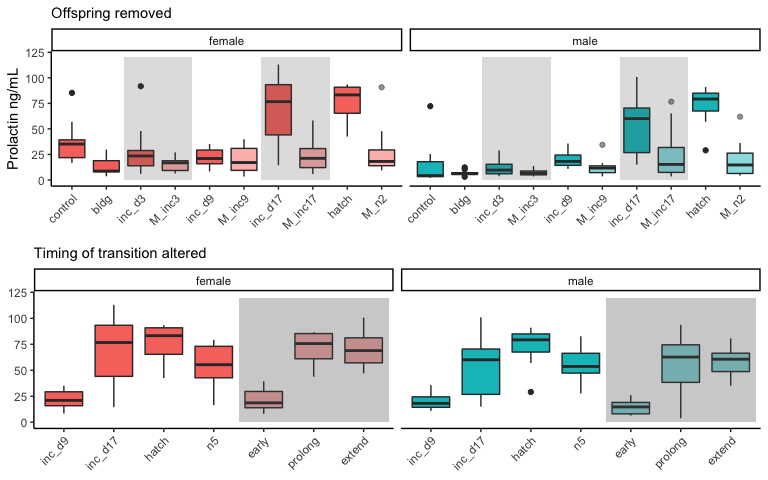 Offspring removed
female
male
Prolactin ng/mL
125
100
75
50
25
0
control
bldg
inc_d3
M_inc3
inc_d9
M_inc9
inc_d17
M_inc17
hatch
M_n2
control
bldg
inc_d3
M_inc3
inc_d9
M_inc9
inc_d17
M_inc17
hatch
M_n2
Timing of transition altered
female
male
125
100
75
50
25
0
inc_d9
inc_d17
hatch
n5
early
prolong
extend
inc_d9
inc_d17
hatch
n5
early
prolong
extend